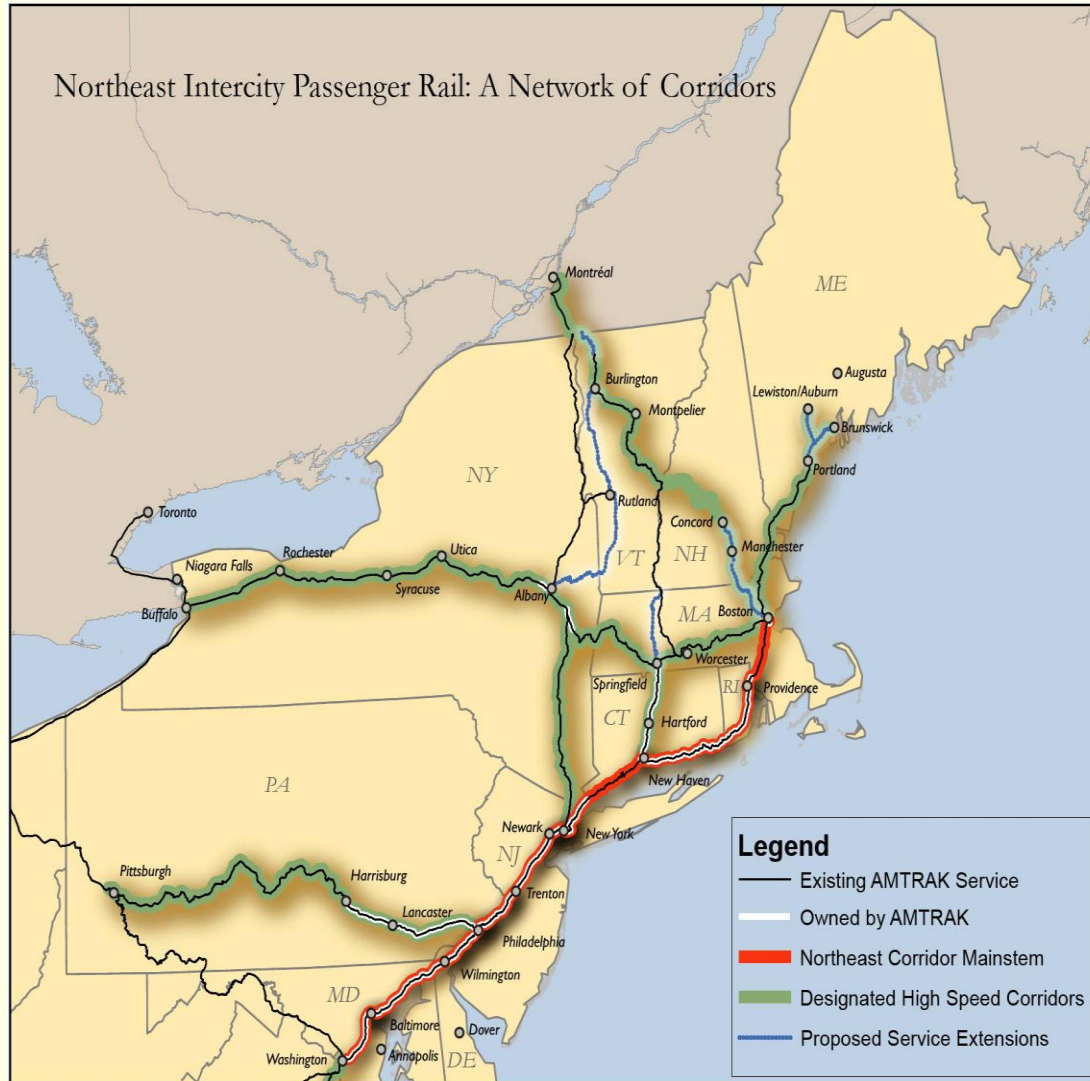 Northeast Intercity Passenger Rail: A Network of Corridors
Montréal
ME
Augusta
Burlington
Lewiston/Auburn
Montpelier
Brunswick
Portland
NY
Rutland
Toronto
Concord
Manchester
Utica
Rochester
VT
NH
Niagara Falls
Syracuse
Albany
Buffalo
MA
Boston
Worcester
Springfield
RI
Providence
CT
Hartford
New Haven
PA
Newark
New York
NJ
Pittsburgh
Harrisburg
Trenton
Lancaster
Philadelphia
Wilmington
MD
Baltimore
Dover
Washington
Annapolis
DE
Legend
Existing AMTRAK Service
Owned by AMTRAK
Northeast Corridor Mainstem
Designated High Speed Corridors
Proposed Service Extensions